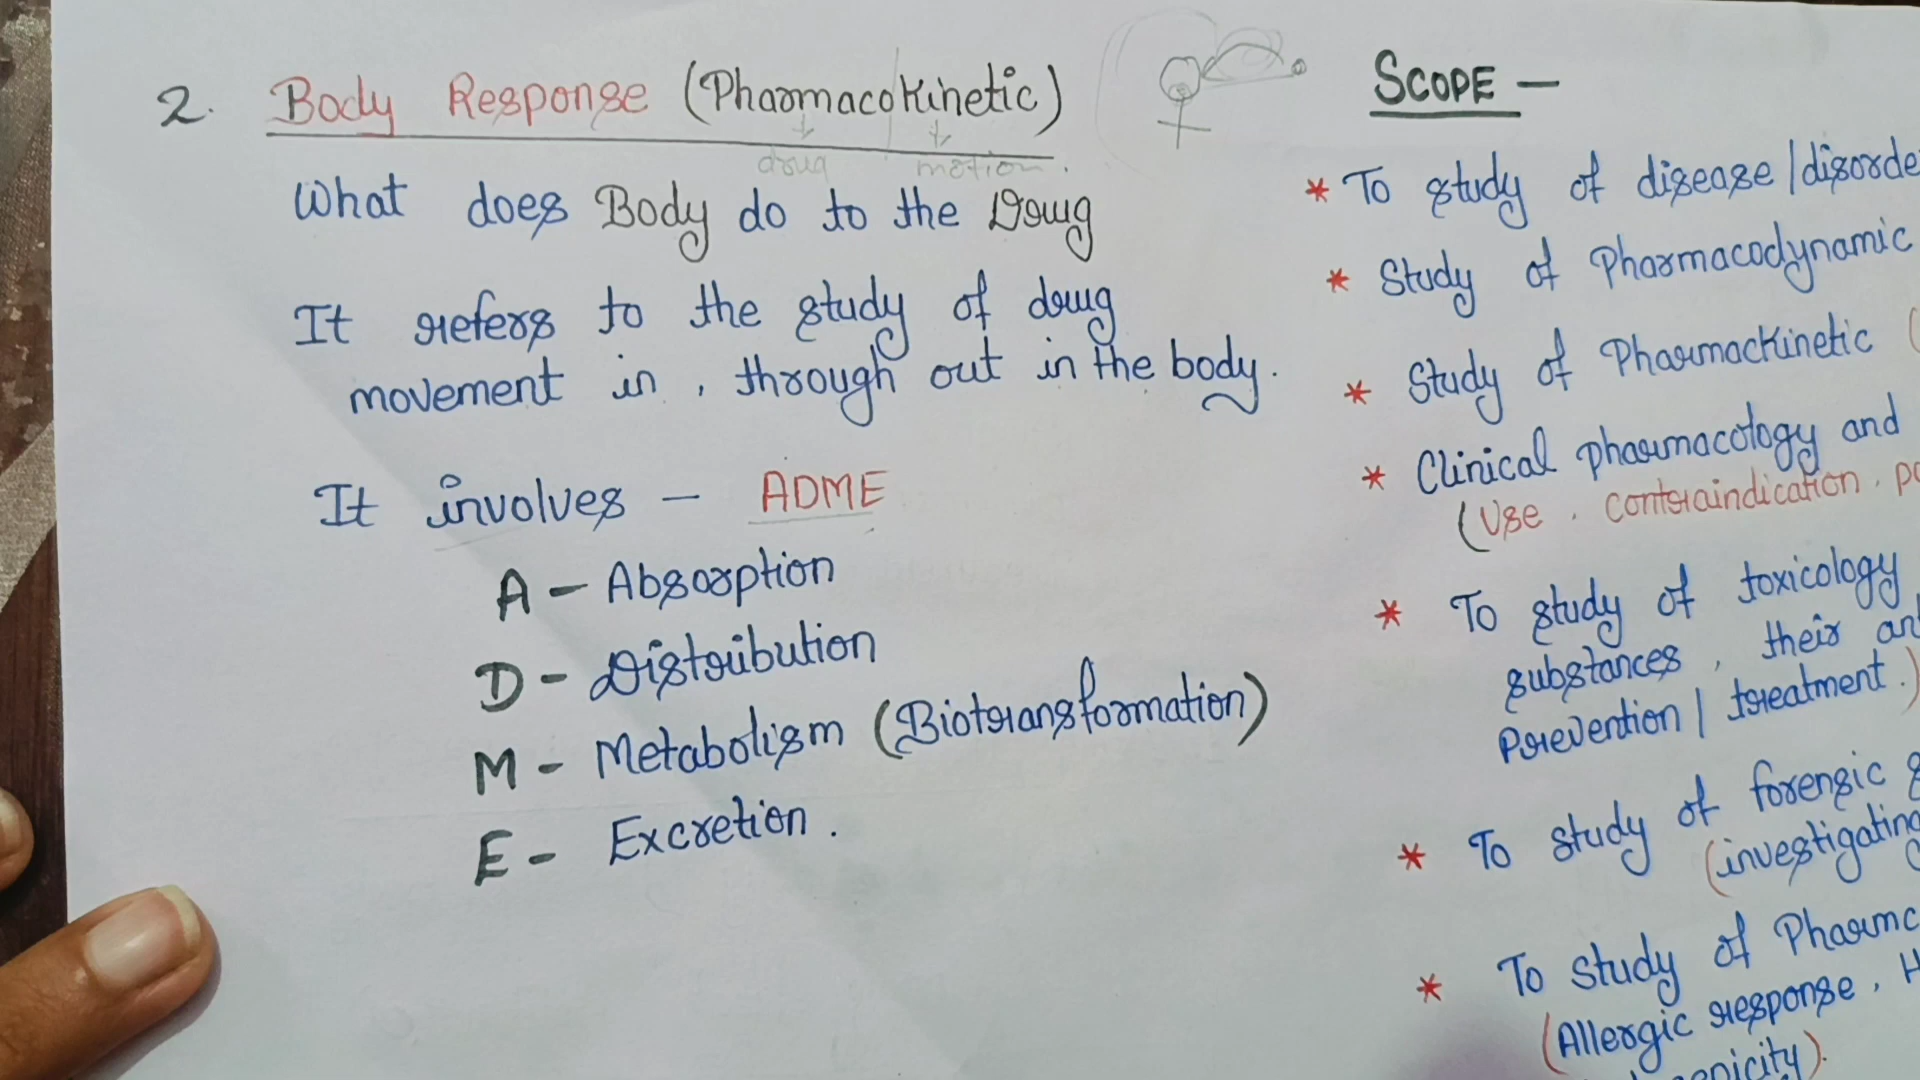 2. Body Response (Pharmacokinetic)
drug motion.
What does Body do to the Drug
It refers to the study of drug
movement in, through out in the body.
It involves - ADME
A - Absorption
D - Distribution
M - Metabolism (Biotransformation)
E - Excretion.
SCOPE -
* To study of disease/disorde
* Study of Pharmacodynamic
* Study of Pharmackinetic (
* Clinical pharmacology and
(Use, contraindication, po
* To study of toxicology
substances, their an
Prevention / treatment.)
* To study of forensic s
(investigating
* To study of Pharmc
(Allergic response, H
enicity).